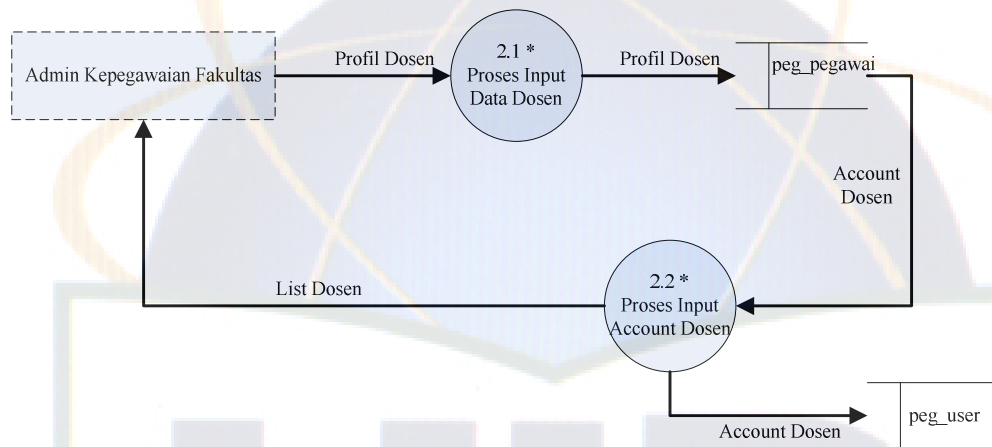 Admin Kepegawaian Fakultas
Profil Dosen
2.1 *
Proses Input
Data Dosen
Profil Dosen
peg_pegawai
Account
Dosen
2.2 *
Proses Input
Account Dosen
List Dosen
Account Dosen
peg_user